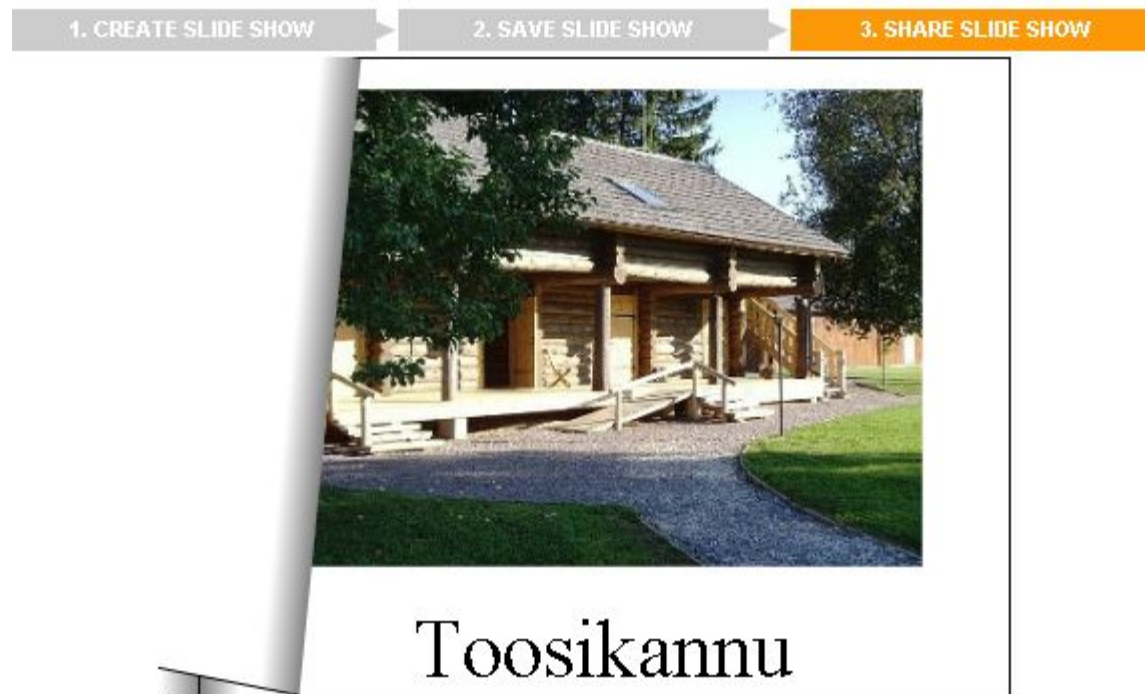 1. CREATE SLIDE SHOW
2. SAVE SLIDE SHOW
3. SHARE SLIDE SHOW
Toosikannu